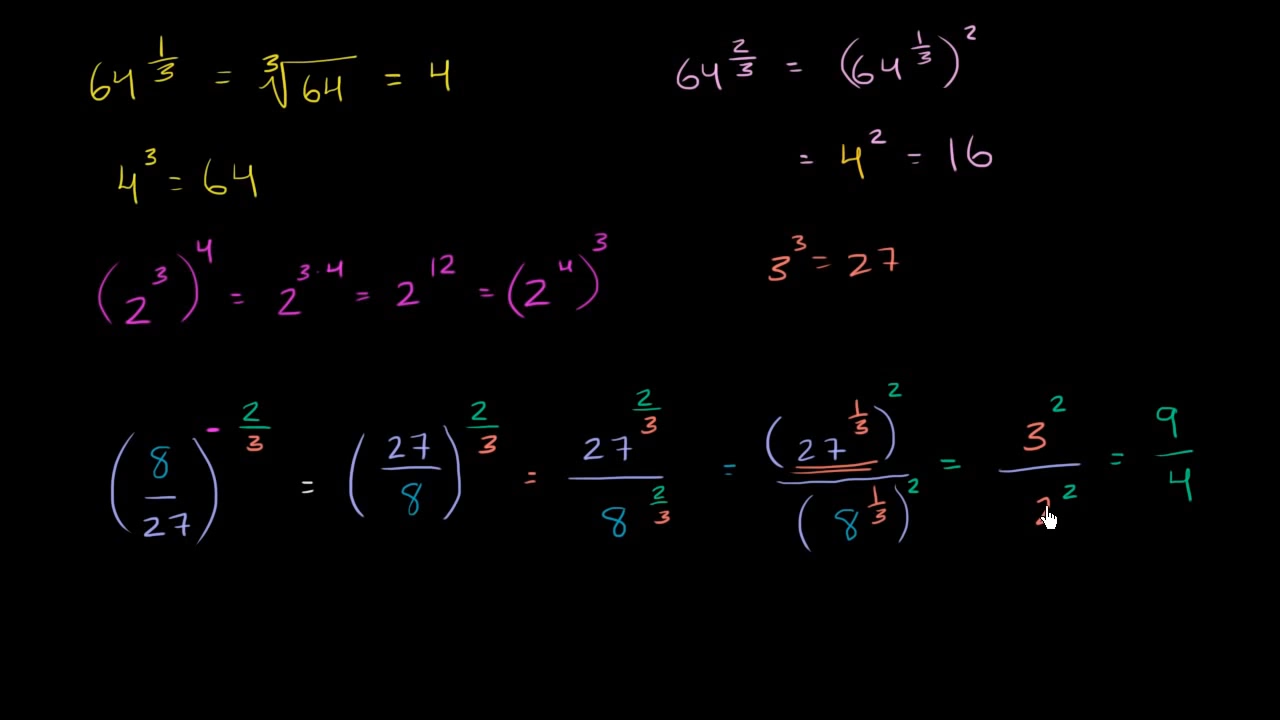 64^(1/3) = ∛64 = 4
64^(2/3) = (64^(1/3))^2
4^3 = 64
= 4^2 = 16
(2^3)^4 = 2^(3·4) = 2^12 = (2^4)^3
3^3 = 27
(8/27)^(-2/3) = (27/8)^(2/3) = 27^(2/3)/8^(2/3) = (27^(1/3))^2/(8^(1/3))^2 = 3^2/2^2 = 9/4